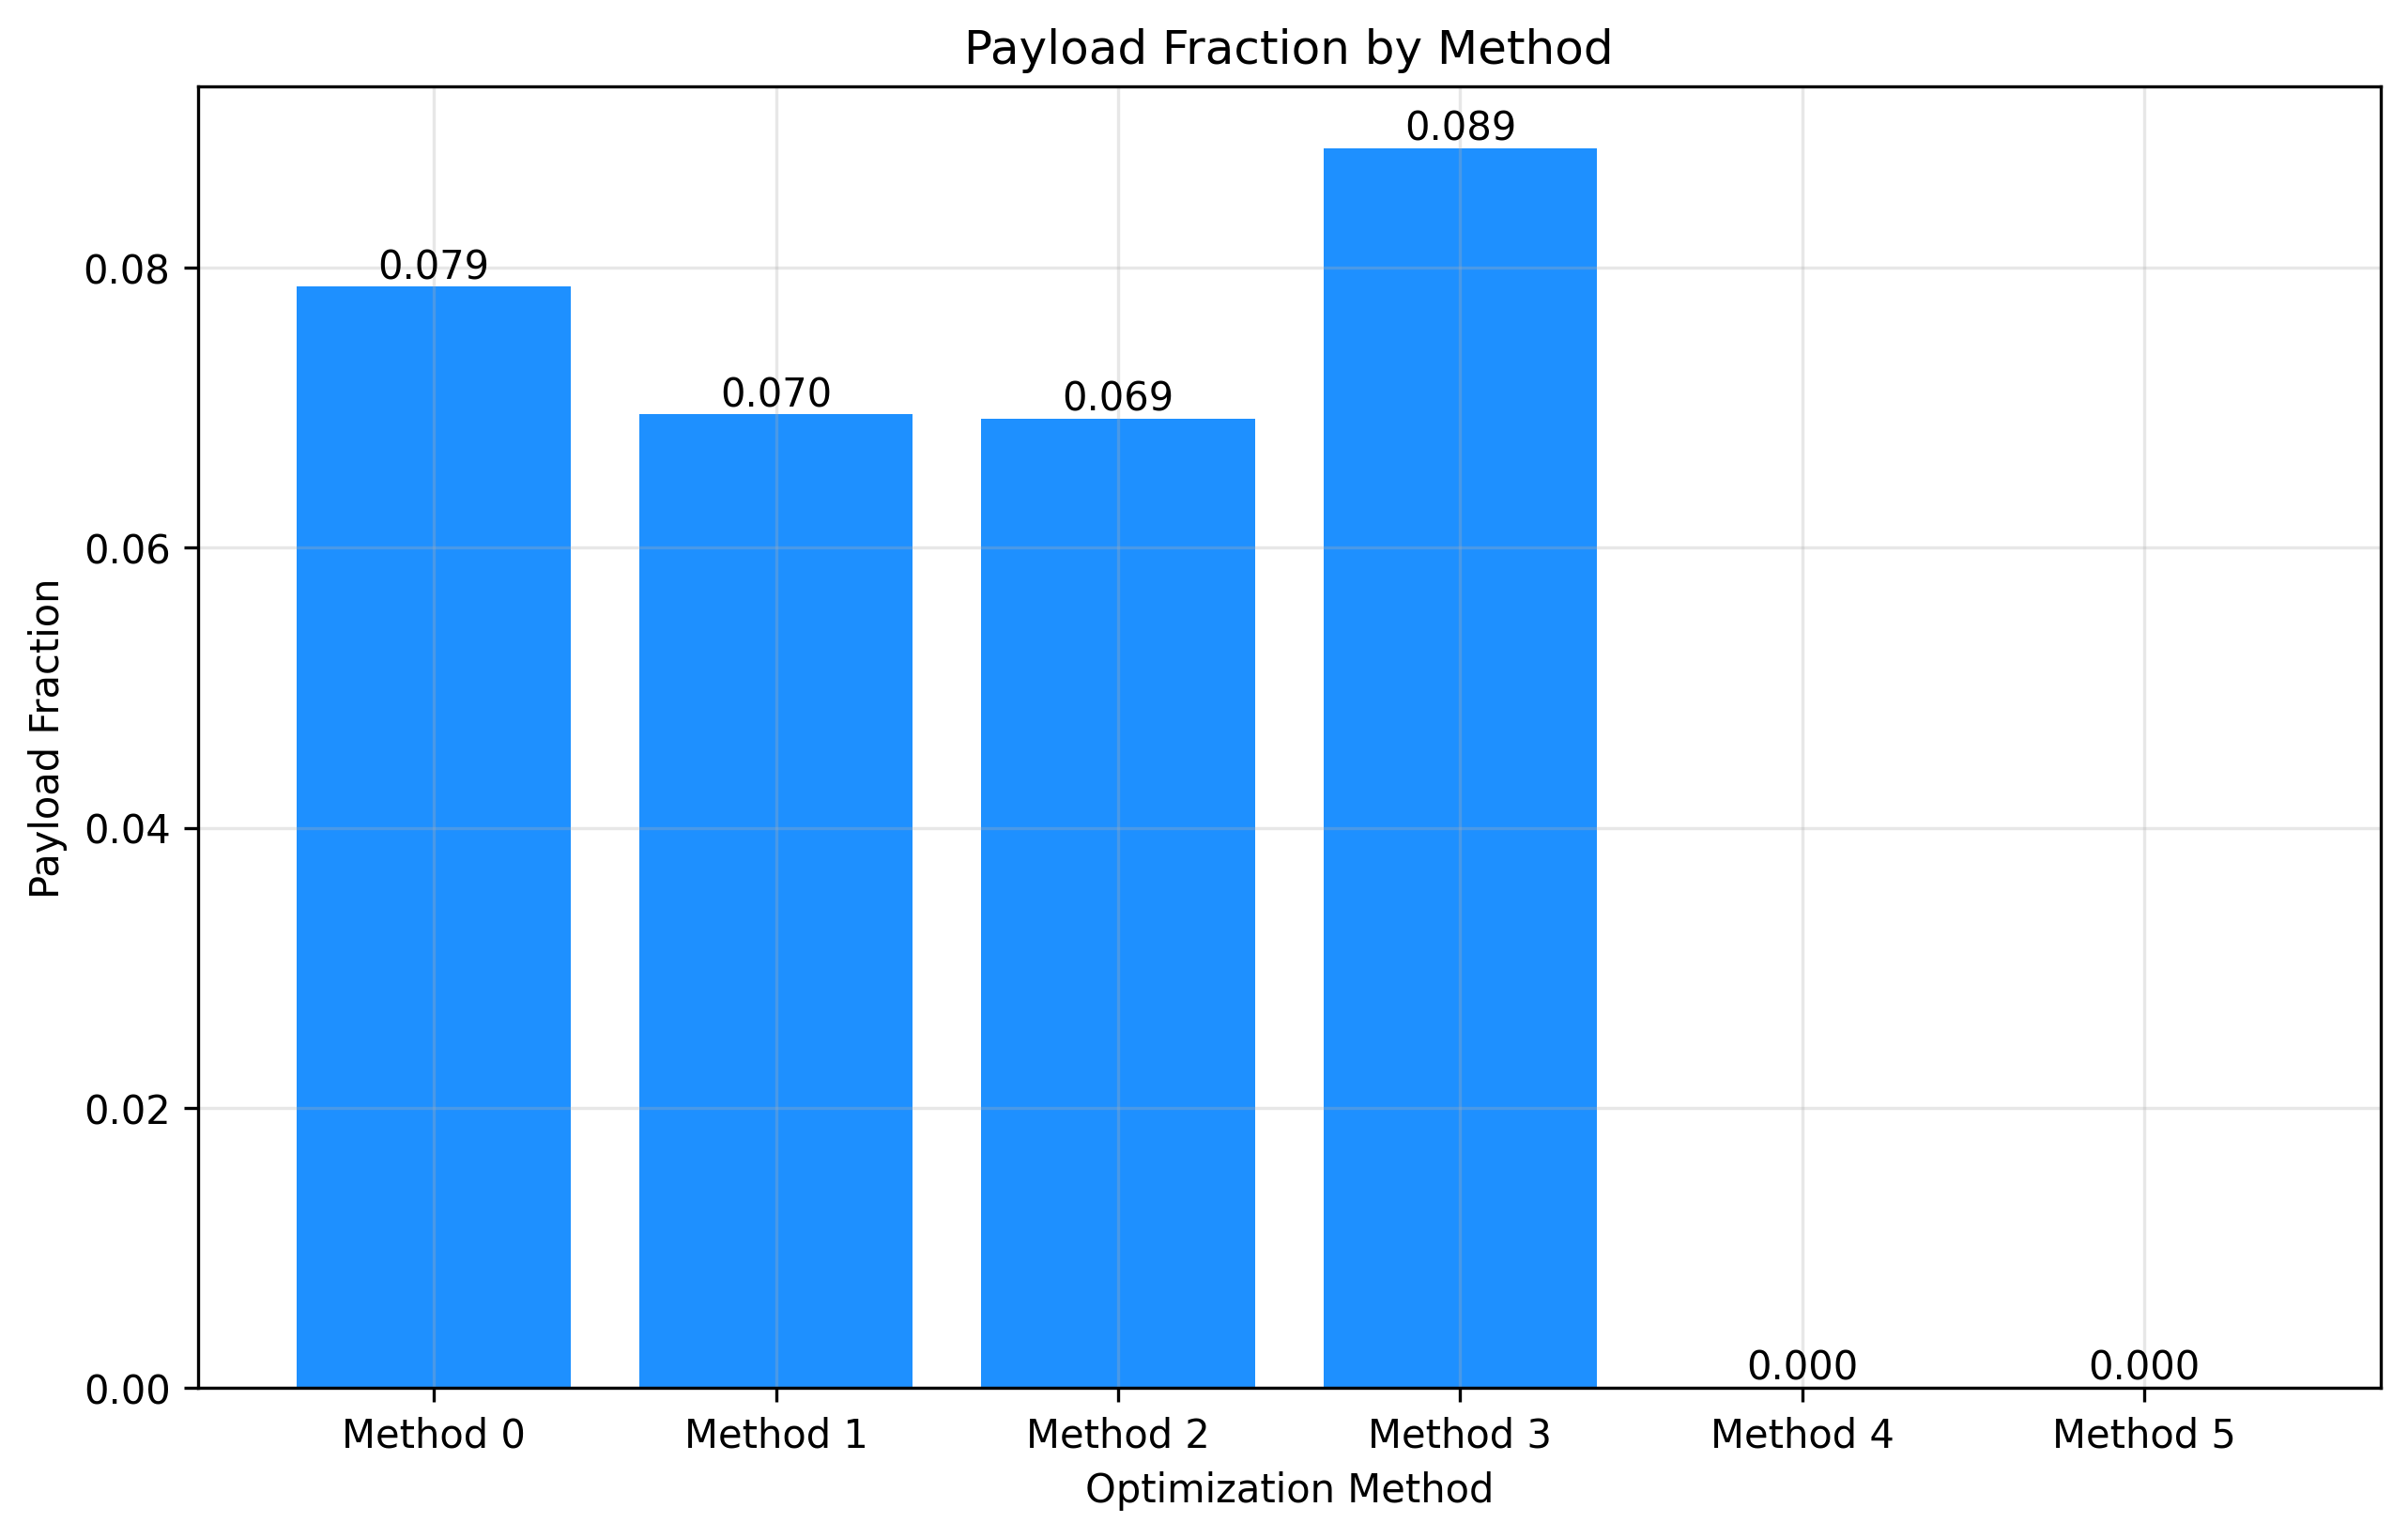 Payload Fraction by Method
Payload Fraction
0.08
0.06
0.04
0.02
0.00
0.079
0.070
0.069
0.089
0.000
0.000
Method 0
Method 1
Method 2
Method 3
Method 4
Method 5
Optimization Method